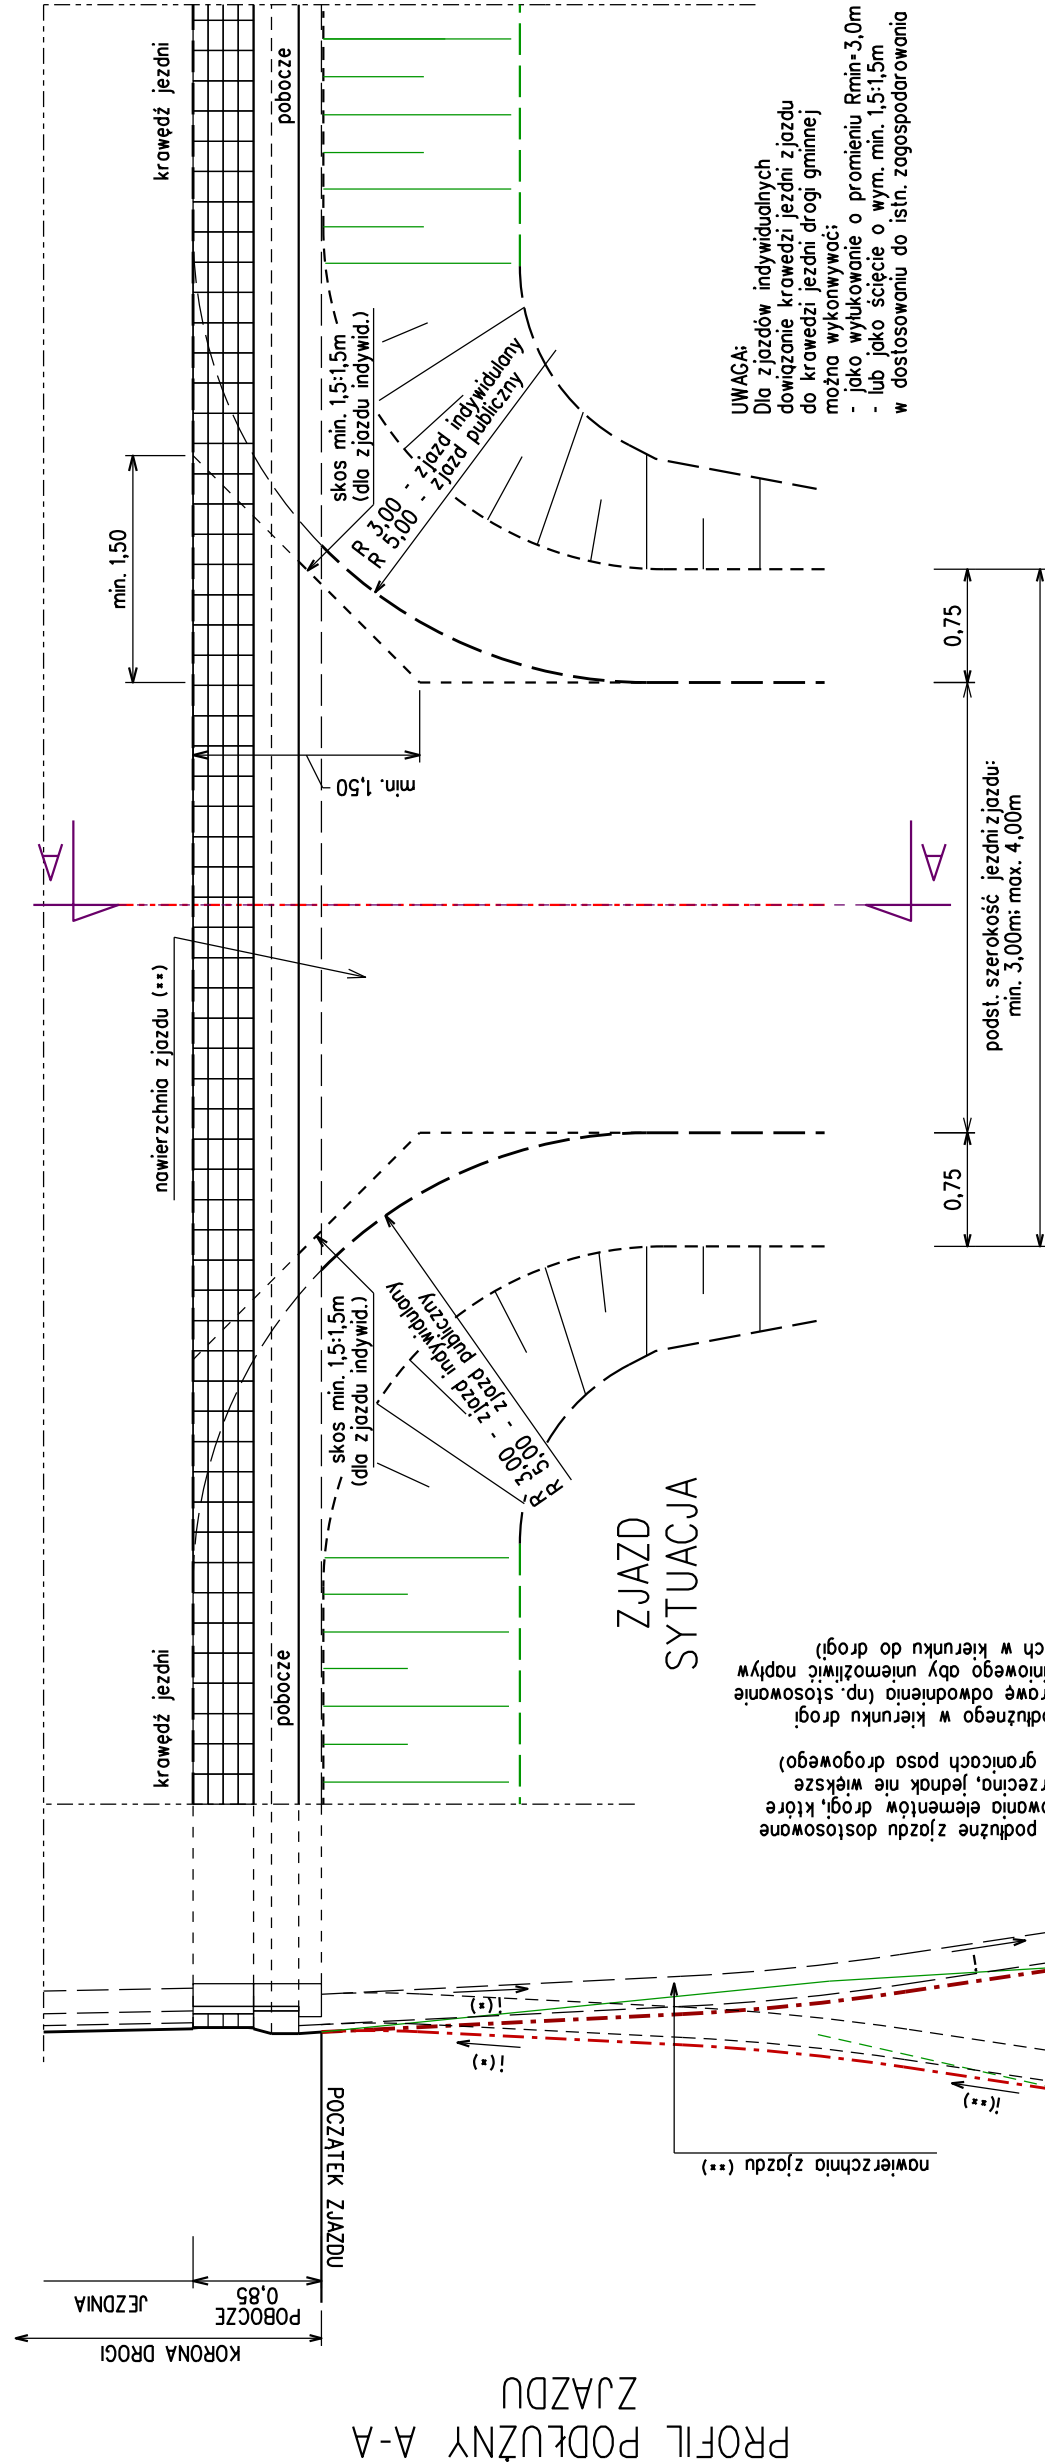 krawędź jezdni
pobocze
min. 1,50
skos min. 1,5:1,5m
(dla zjazdu indywid.)
R 3,00 - zjazd indywidulany
R 5,00 - zjazd publiczny
UWAGA:
Dla zjazdów indywidualnych
dowiązanie krawedzi jezdni zjazdu
do krawedzi jezdni drogi gminnej
można wykonwywać:
- jako wyłukowanie o promieniu Rmin=3,0m
- lub jako ścięcie o wym. min. 1,5:1,5m
w dostosowaniu do istn. zagospodarowania
min. 1,50
0,75
A
A
podst. szerokość jezdni zjazdu:
min. 3,00m; max. 4,00m
nawierzchnia zjazdu (**)
0,75
skos min. 1,5:1,5m
(dla zjazdu indywid.)
R 3,00 - zjazd indywidulany
R 5,00 - zjazd publiczny
krawędź jezdni
pobocze
ZJAZD
SYTUACJA
podłużne zjazdu dostosowane
owania elementów drogi, które
rzecina, jednak nie większe
granicach pasa drogowego)
odłużnego w kierunku drogi
rawę odwodnienia (np. stosowanie
niowego aby uniemożliwić napływ
ch w kierunku do drogi)
i(*)
i(*)
i(**)
nawierzchnia zjazdu (**)
POCZĄTEK ZJAZDU
JEZDNIA
POBOCZE
0,85
KORONA DROGI
PROFIL PODŁUŻNY A-A
ZJAZDU